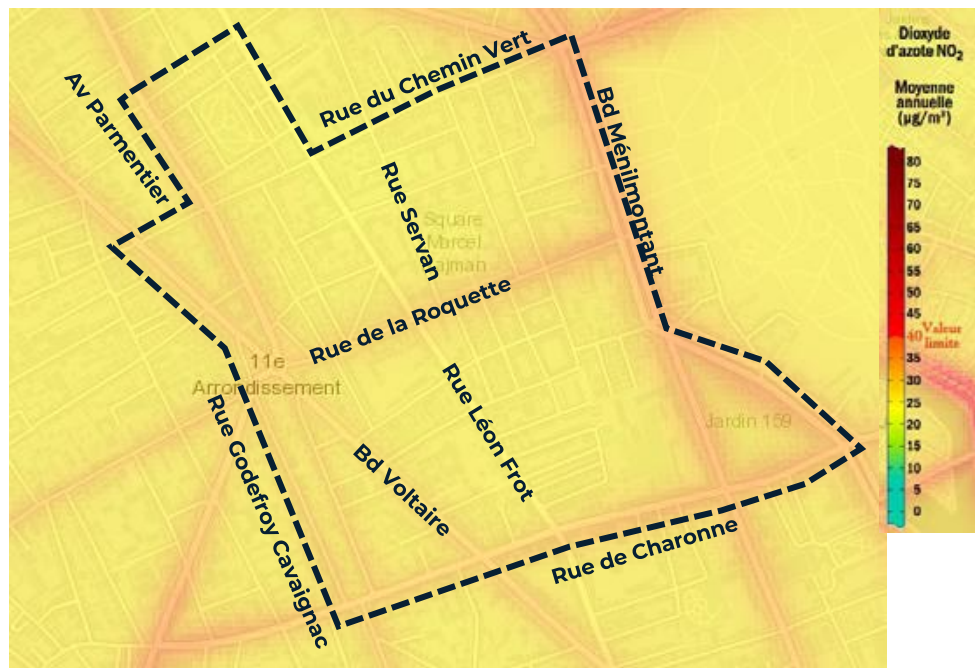 Av Parmentier
Rue du Chemin Vert
Bd Ménilmontant
Rue Servan
Square
Marcel
Rue de la Roquette
11e
Arrondissement
Rue Godefroy Cavaignac
Bd Voltaire
Rue Léon Frot
Jardin 159
Rue de Charonne
Dioxyde
d'azote NO2
Moyenne
annuelle
(µg/m³)
80
75
70
65
60
55
50
45
40 Valeur
limite
35
30
25
20
15
10
5
0